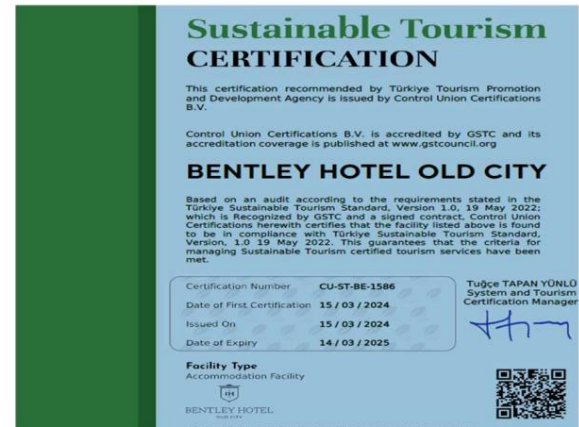 Sustainable Tourism
CERTIFICATION
This certification recommended by Türkiye Tourism Promotion
and Development Agency is issued by Control Union Certifications
B.V.
Control Union Certifications B.V. is accredited by GSTC and its
accreditation coverage is published at www.gstcouncil.org
BENTLEY HOTEL OLD CITY
Based on an audit according to the requirements stated in the
Türkiye Sustainable Tourism Standard, Version 1.0, 19 May 2022;
which is Recognized by GSTC and a signed contract, Control Union
Certifications herewith certifies that the facility listed above is found
to be in compliance with Türkiye Sustainable Tourism Standard,
Version, 1.0 19 May 2022. This guarantees that the criteria for
managing Sustainable Tourism certified tourism services have been
met.
Certification Number CU-ST-BE-1586
Date of First Certification 15 / 03 / 2024
Issued On 15 / 03 / 2024
Date of Expiry 14 / 03 / 2025
Tuğçe TAPAN YÜNLÜ
System and Tourism
Certification Manager
Facility Type
Accommodation Facility
BENTLEY HOTEL
OLD CITY